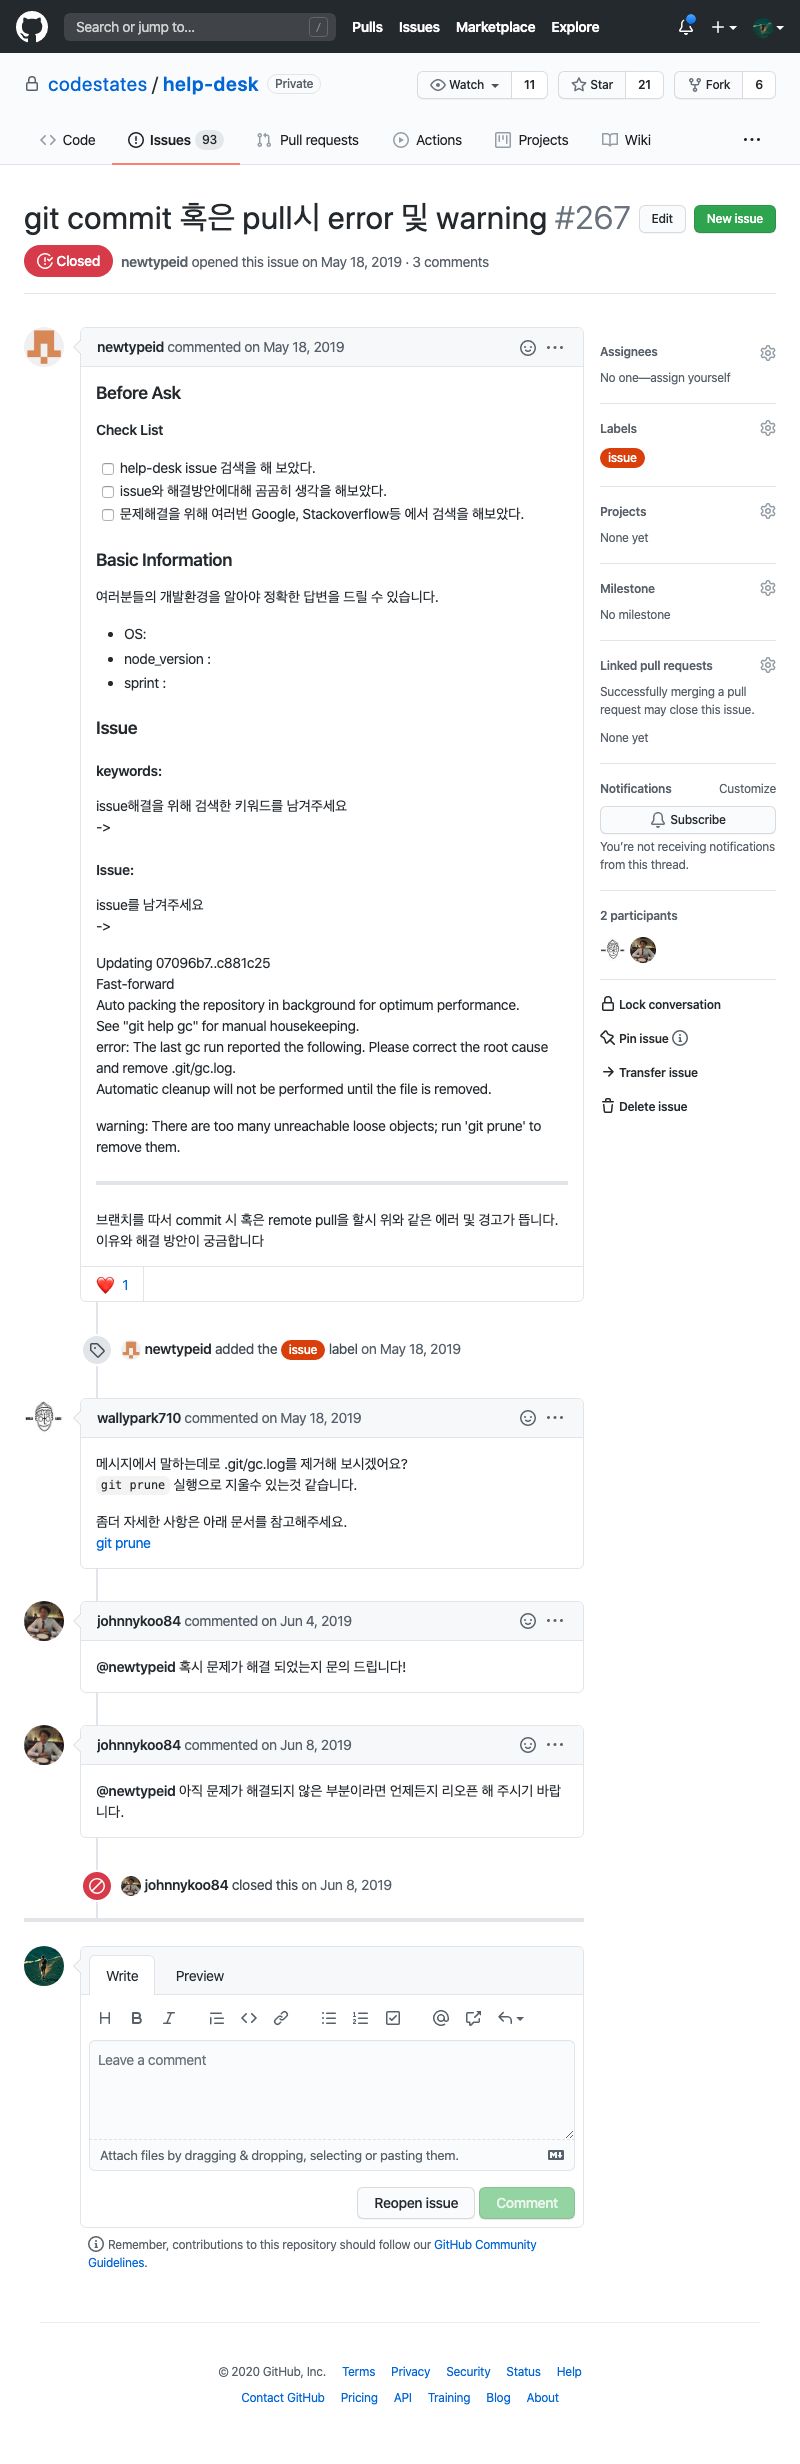 Search or jump to...
/
Pulls
Issues
Marketplace
Explore
codestates / help-desk
Private
Watch
11
Star
21
Fork
6
Code
Issues 93
Pull requests
Actions
Projects
Wiki
git commit 혹은 pull시 error 및 warning #267
Edit
New issue
Closed
newtypeid opened this issue on May 18, 2019 · 3 comments
newtypeid commented on May 18, 2019
Before Ask
Check List
help-desk issue 검색을 해 보았다.
issue와 해결방안에대해 곰곰히 생각을 해보았다.
문제해결을 위해 여러번 Google, Stackoverflow등 에서 검색을 해보았다.
Basic Information
여러분들의 개발환경을 알아야 정확한 답변을 드릴 수 있습니다.
OS:
node_version :
sprint :
Issue
keywords:
issue해결을 위해 검색한 키워드를 남겨주세요
->
Issue:
issue를 남겨주세요
->
Updating 07096b7..c881c25
Fast-forward
Auto packing the repository in background for optimum performance.
See "git help gc" for manual housekeeping.
error: The last gc run reported the following. Please correct the root cause
and remove .git/gc.log.
Automatic cleanup will not be performed until the file is removed.
warning: There are too many unreachable loose objects; run 'git prune' to
remove them.
브랜치를 따서 commit 시 혹은 remote pull을 할시 위와 같은 에러 및 경고가 뜹니다.
이유와 해결 방안이 궁금합니다
1
newtypeid added the issue label on May 18, 2019
wallypark710 commented on May 18, 2019
메시지에서 말하는데로 .git/gc.log를 제거해 보시겠어요?
git prune 실행으로 지울수 있는것 같습니다.
좀더 자세한 사항은 아래 문서를 참고해주세요.
git prune
johnnykoo84 commented on Jun 4, 2019
@newtypeid 혹시 문제가 해결 되었는지 문의 드립니다!
johnnykoo84 commented on Jun 8, 2019
@newtypeid 아직 문제가 해결되지 않은 부분이라면 언제든지 리오픈 해 주시기 바랍
니다.
johnnykoo84 closed this on Jun 8, 2019
Write
Preview
Leave a comment
Attach files by dragging & dropping, selecting or pasting them.
Reopen issue
Comment
Remember, contributions to this repository should follow our GitHub Community
Guidelines.
Assignees
No one—assign yourself
Labels
issue
Projects
None yet
Milestone
No milestone
Linked pull requests
Successfully merging a pull
request may close this issue.
None yet
Notifications
Customize
Subscribe
You're not receiving notifications
from this thread.
2 participants
Lock conversation
Pin issue
Transfer issue
Delete issue
© 2020 GitHub, Inc.
Terms
Privacy
Security
Status
Help
Contact GitHub
Pricing
API
Training
Blog
About